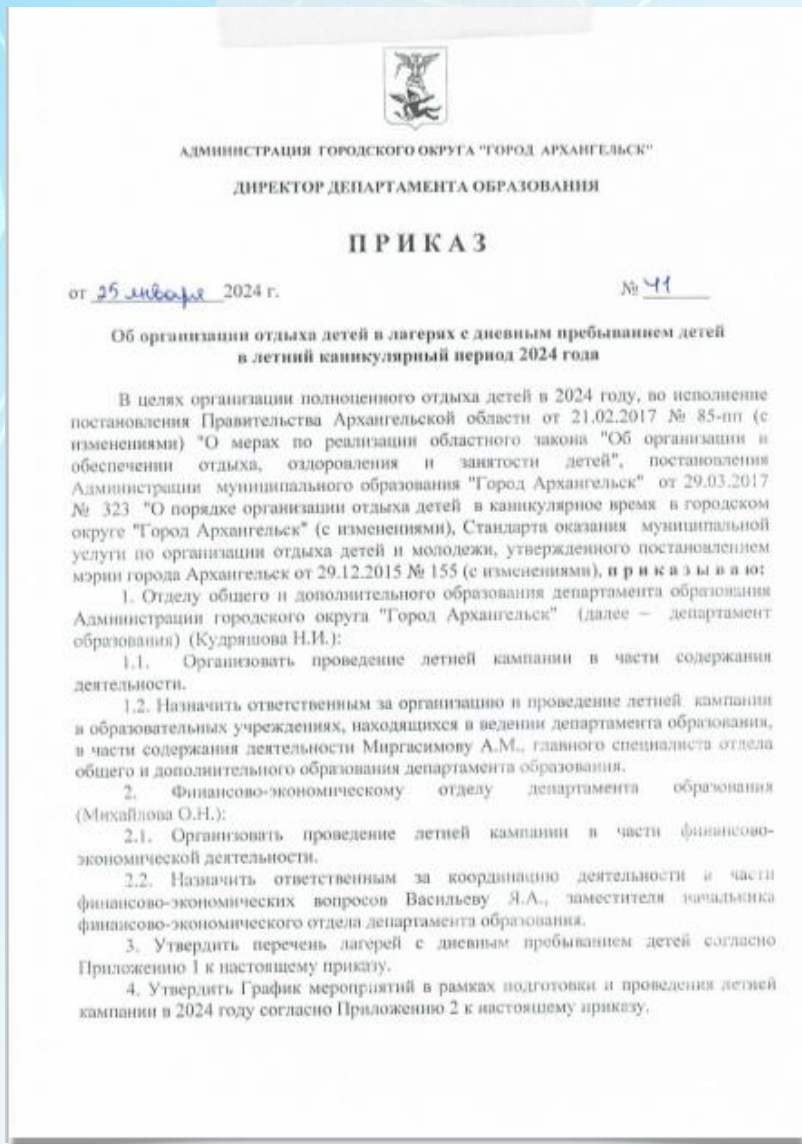 АДМИНИСТРАЦИЯ ГОРОДСКОГО ОКРУГА "ГОРОД АРХАНГЕЛЬСК"
ДИРЕКТОР ДЕПАРТАМЕНТА ОБРАЗОВАНИЯ
П Р И К А З
от 25 января 2024 г. № 41
Об организации отдыха детей в лагерях с дневным пребыванием детей
в летний каникулярный период 2024 года
В целях организации полноценного отдыха детей в 2024 году, во исполнение
постановления Правительства Архангельской области от 21.02.2017 № 85-пп (с
изменениями) "О мерах по реализации областного закона "Об организации и
обеспечении отдыха, оздоровления и занятости детей", постановления
Администрации муниципального образования "Город Архангельск" от 29.03.2017
№ 323 "О порядке организации отдыха детей в каникулярное время в городском
округе "Город Архангельск" (с изменениями), Стандарта оказания муниципальной
услуги по организации отдыха детей и молодежи, утвержденного постановлением
мэрии города Архангельск от 29.12.2015 № 155 (с изменениями), п р и к а з ы в а ю:
1. Отделу общего и дополнительного образования департамента образования
Администрации городского округа "Город Архангельск" (далее – департамент
образования) (Кудряшова Н.И.):
1.1. Организовать проведение летней кампании в части содержания
деятельности.
1.2. Назначить ответственным за организацию и проведение летней кампании
в образовательных учреждениях, находящихся в ведении департамента образования,
в части содержания деятельности Миргасимову А.М., главного специалиста отдела
общего и дополнительного образования департамента образования.
2. Финансово-экономическому отделу департамента образования
(Михайлова О.Н.):
2.1. Организовать проведение летней кампании в части финансово-
экономической деятельности.
2.2. Назначить ответственным за координацию деятельности в части
финансово-экономических вопросов Васильеву Я.А., заместителя начальника
финансово-экономического отдела департамента образования.
3. Утвердить перечень лагерей с дневным пребыванием детей согласно
Приложению 1 к настоящему приказу.
4. Утвердить График мероприятий в рамках подготовки и проведения летней
кампании в 2024 году согласно Приложению 2 к настоящему приказу.